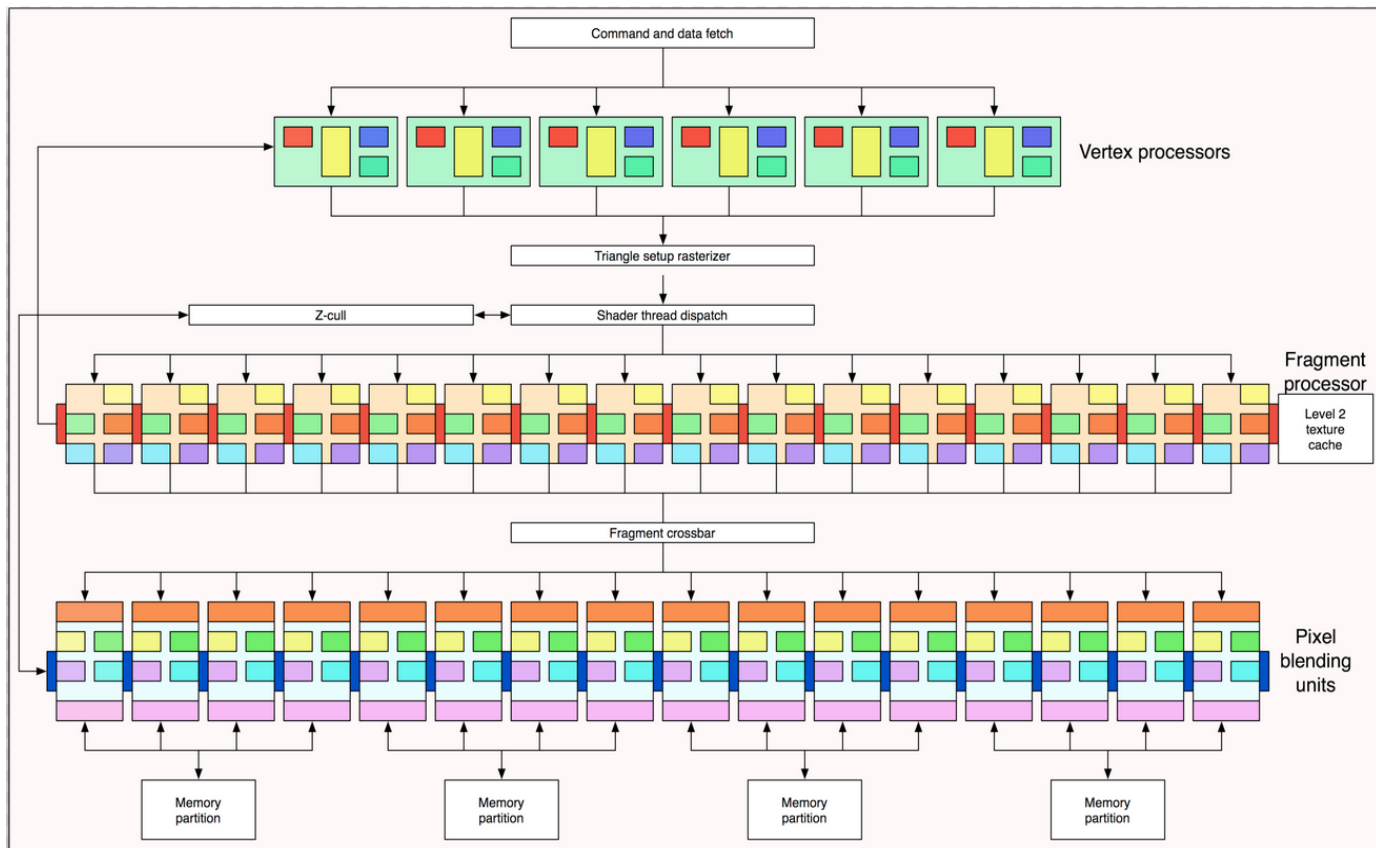 Command and data fetch
Vertex processors
Triangle setup rasterizer
Z-cull
Shader thread dispatch
Fragment
processor
Level 2
texture
cache
Fragment crossbar
Pixel
blending
units
Memory
partition
Memory
partition
Memory
partition
Memory
partition